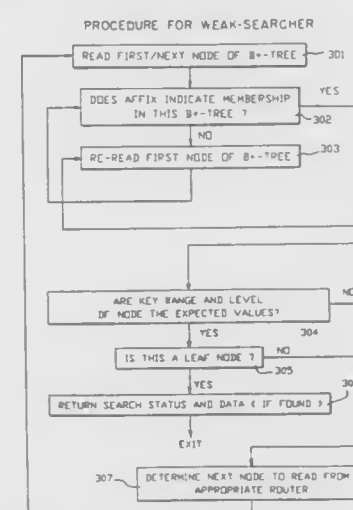 PROCEDURE FOR WEAK-SEARCHER
READ FIRST/NEXT NODE OF B+-TREE
301
DOES AFFIX INDICATE MEMBERSHIP
IN THIS B+-TREE ?
YES
302
NO
303
RE-READ FIRST NODE OF B+-TREE
ARE KEY RANGE AND LEVEL
OF NODE THE EXPECTED VALUES?
NO
YES
304
IS THIS A LEAF NODE ?
NO
305
YES
30
RETURN SEARCH STATUS AND DATA ( IF FOUND )
EXIT
307
DETERMINE NEXT NODE TO READ FROM
APPROPRIATE ROUTER